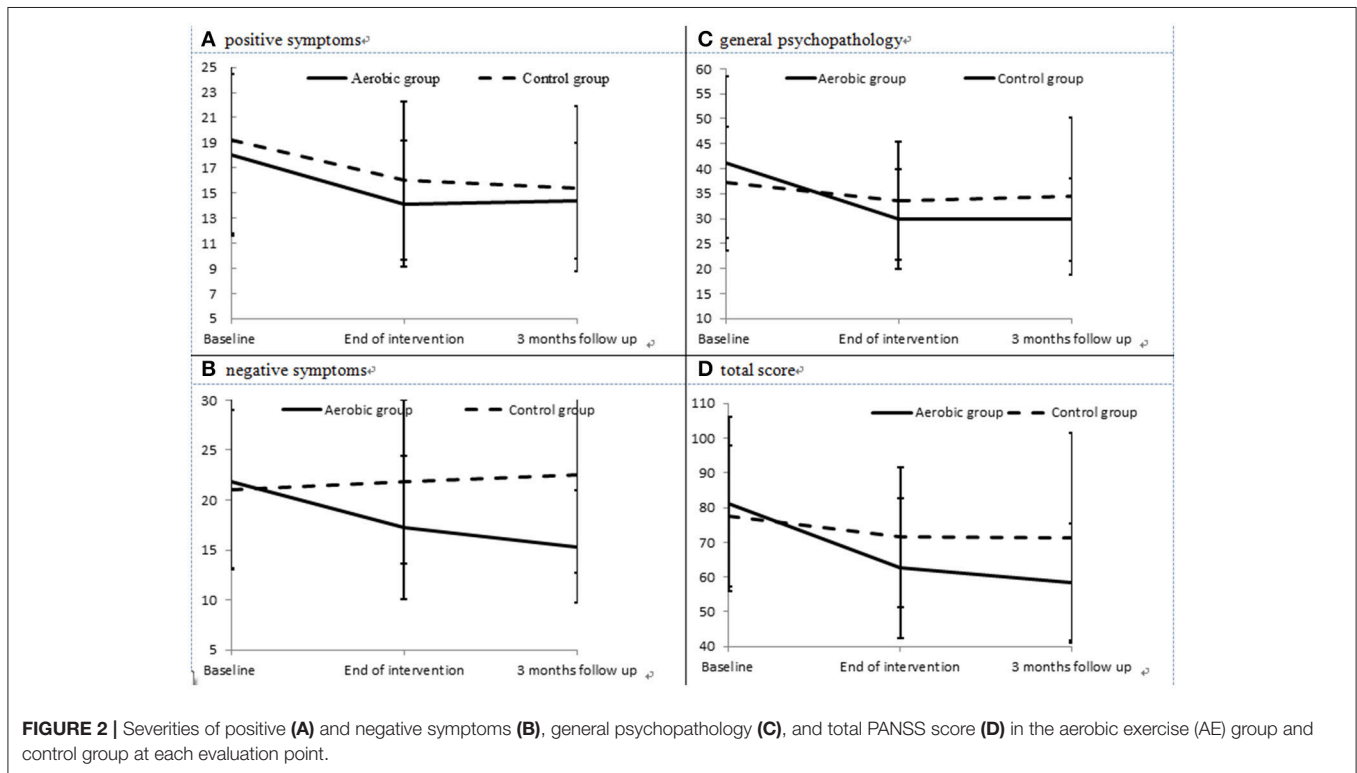 A positive symptoms↵
25
23
21
19
17
15
13
11
9
7
5
Aerobic group
Control group
Baseline
End of intervention
3 months follow up ↵
C general psychopathology↵
60
55
50
45
40
35
30
25
20
15
10
Aerobic group
Control group
Baseline
End of intervention
3 months follow up ↵
B negative symptoms↵
30
25
20
15
10
5
Aerobic group
Control group
Baseline
End of intervention
3 months follow up ↵
D total score↵
110
100
90
80
70
60
50
40
Aerobic group
Control group
Baseline
End of intervention
3 months follow up ↵
FIGURE 2 | Severities of positive (A) and negative symptoms (B), general psychopathology (C), and total PANSS score (D) in the aerobic exercise (AE) group and
control group at each evaluation point.